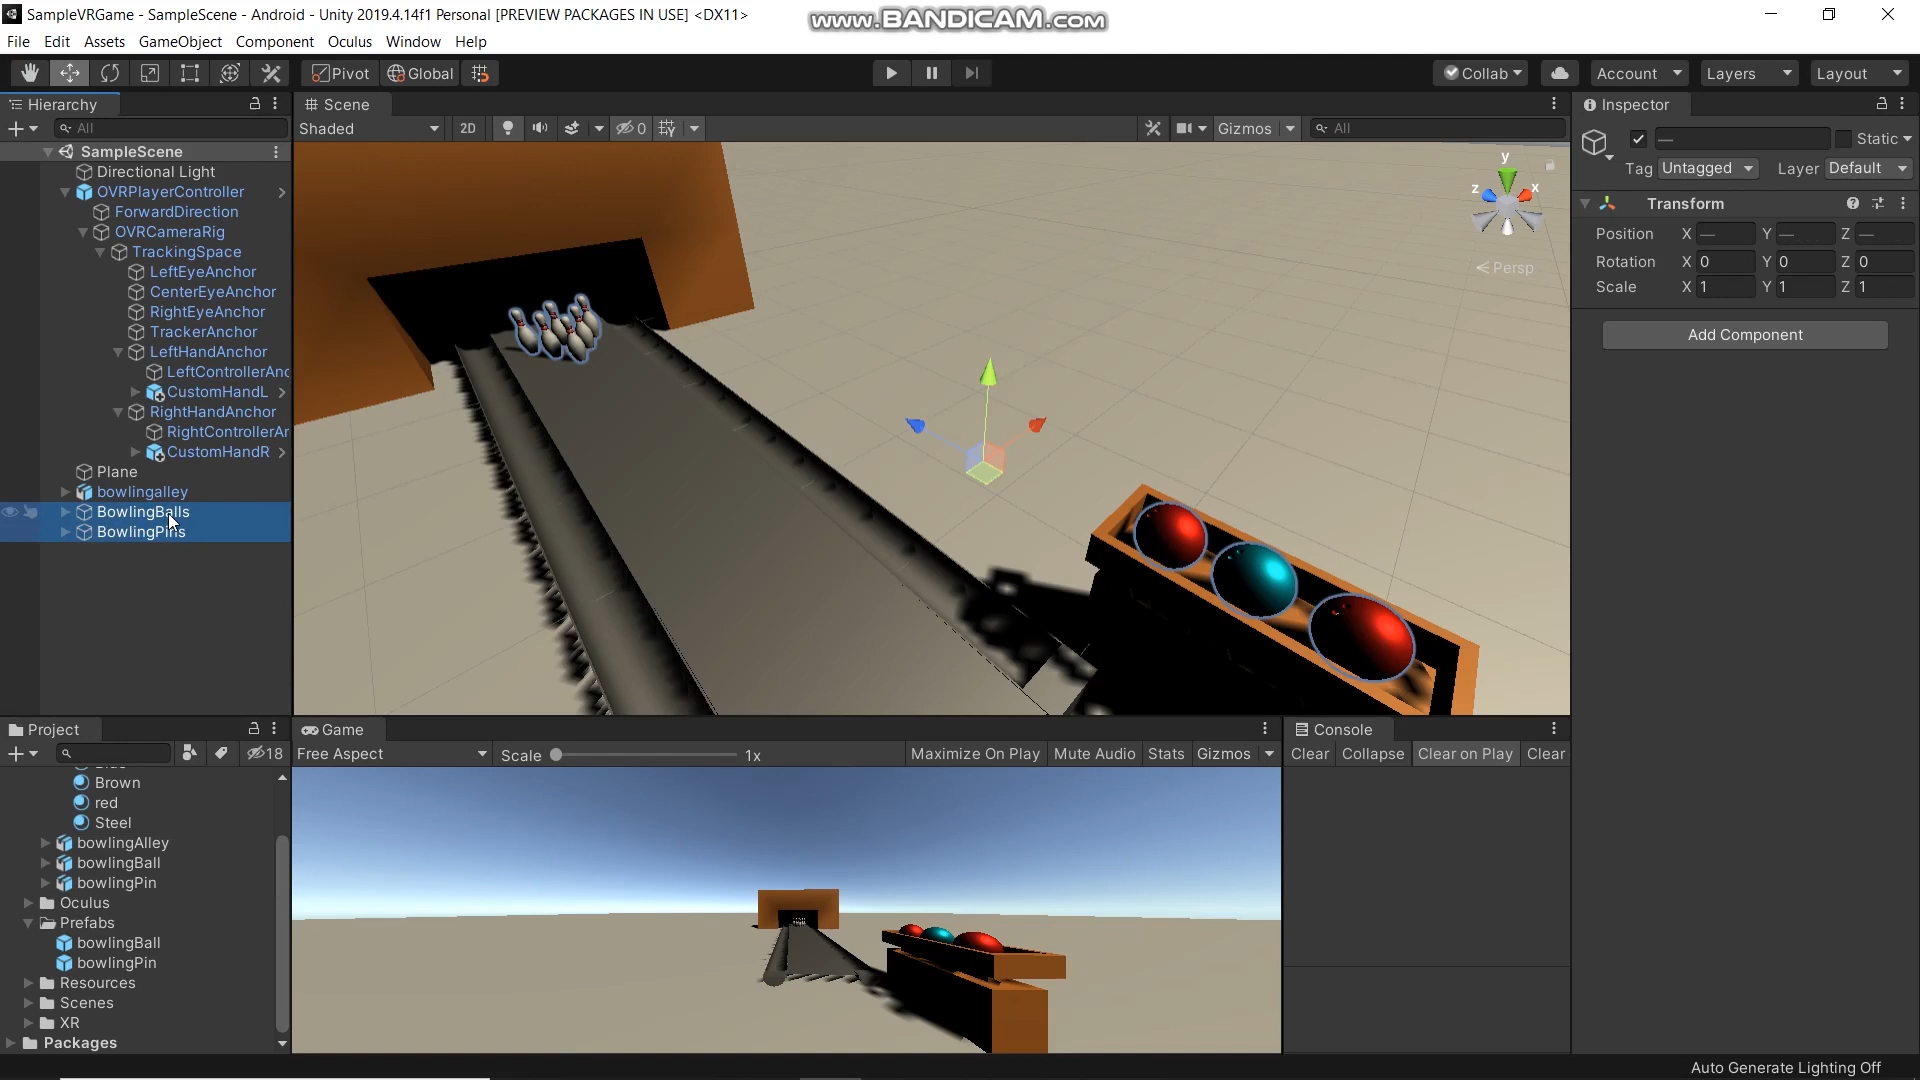 SampleVRGame - SampleScene - Android - Unity 2019.4.14f1 Personal [PREVIEW PACKAGES IN USE] <DX11>
www.BANDICAM.com
File Edit Assets GameObject Component Oculus Window Help
Pivot Global Collab Account Layers Layout
Hierarchy
All
SampleScene
Directional Light
OVRPlayerController
ForwardDirection
OVRCameraRig
TrackingSpace
LeftEyeAnchor
CenterEyeAnchor
RightEyeAnchor
TrackerAnchor
LeftHandAnchor
LeftControllerAnc
CustomHandL
RightHandAnchor
RightControllerAr
CustomHandR
Plane
bowlingalley
BowlingBalls
BowlingPins
Scene
Shaded 2D 0 Gizmos All
y
z x
Persp
Inspector
— Static
Tag Untagged Layer Default
Transform
Position X — Y — Z —
Rotation X 0 Y 0 Z 0
Scale X 1 Y 1 Z 1
Add Component
Project
18
Brown
red
Steel
bowlingAlley
bowlingBall
bowlingPin
Oculus
Prefabs
bowlingBall
bowlingPin
Resources
Scenes
XR
Packages
Game
Free Aspect Scale 1x Maximize On Play Mute Audio Stats Gizmos
Console
Clear Collapse Clear on Play Clear
Auto Generate Lighting Off